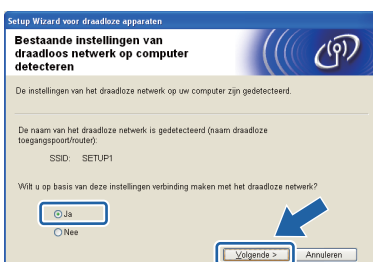 Setup Wizard voor draadloze apparaten
Bestaande instellingen van
draadloos netwerk op computer
detecteren
De instellingen van het draadloze netwerk op uw computer zijn gedetecteerd.
De naam van het draadloze netwerk is gedetecteerd (naam draadloze
toegangspoort/router):
SSID: SETUP1
Wilt u op basis van deze instellingen verbinding maken met het draadloze netwerk?
Ja
Nee
Volgende > Annuleren